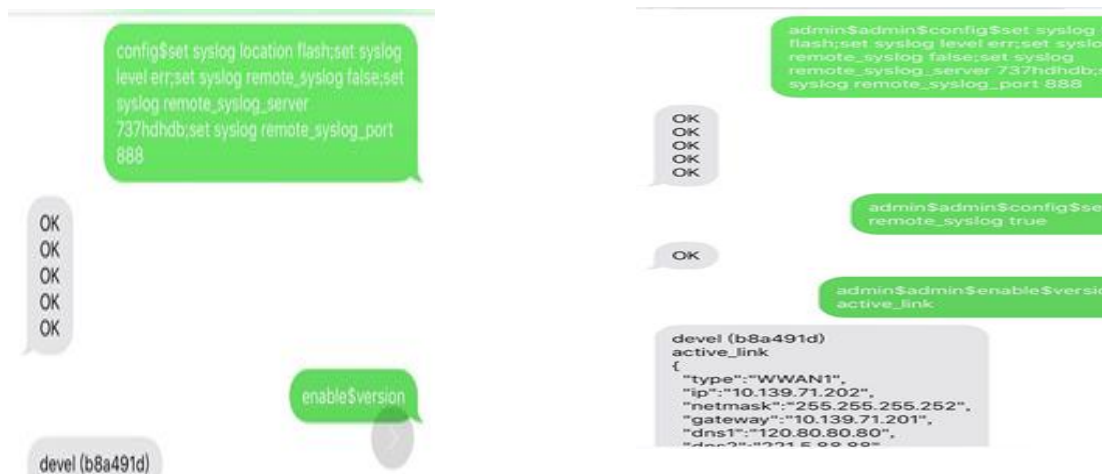 config$set syslog location flash;set syslog
level err;set syslog remote_syslog false;set
syslog remote_syslog_server
737hdhdb;set syslog remote_syslog_port
888
OK
OK
OK
OK
OK
enable$version
devel (b8a491d)
admin$admin$config$set syslog
flash;set syslog level err;set
remote_syslog false;set syslog
remote_syslog_server 737hdhdb;
syslog remote_syslog_port 888
OK
OK
OK
OK
OK
admin$admin$config$
remote_syslog true
OK
admin$admin$enable$
active_link
devel (b8a491d)
active_link
{
"type":"WWAN1",
"ip":"10.139.71.202",
"netmask":"255.255.255.252",
"gateway":"10.139.71.201",
"dns1":"120.80.80.80",